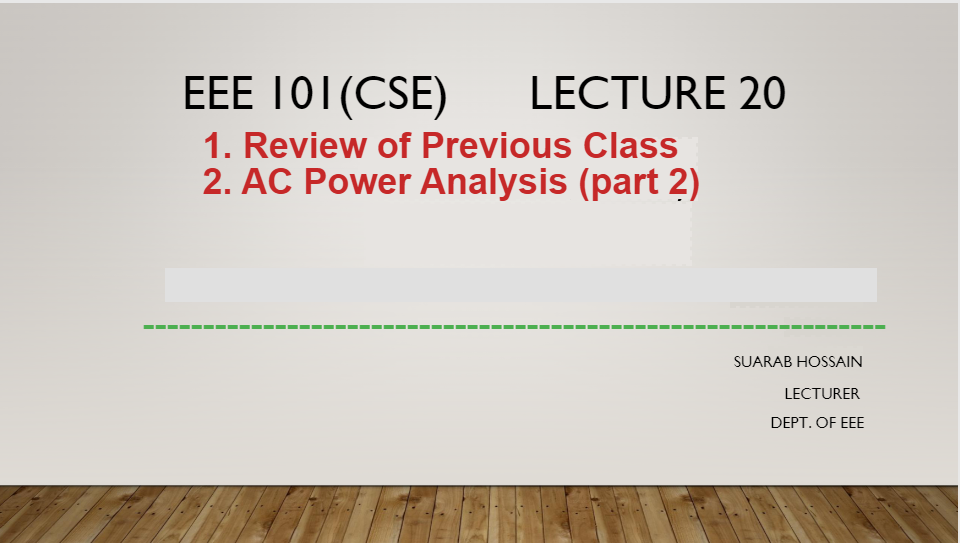 EEE 101(CSE) LECTURE 20
1. Review of Previous Class
2. AC Power Analysis (part 2)
SUARAB HOSSAIN
LECTURER
DEPT. OF EEE